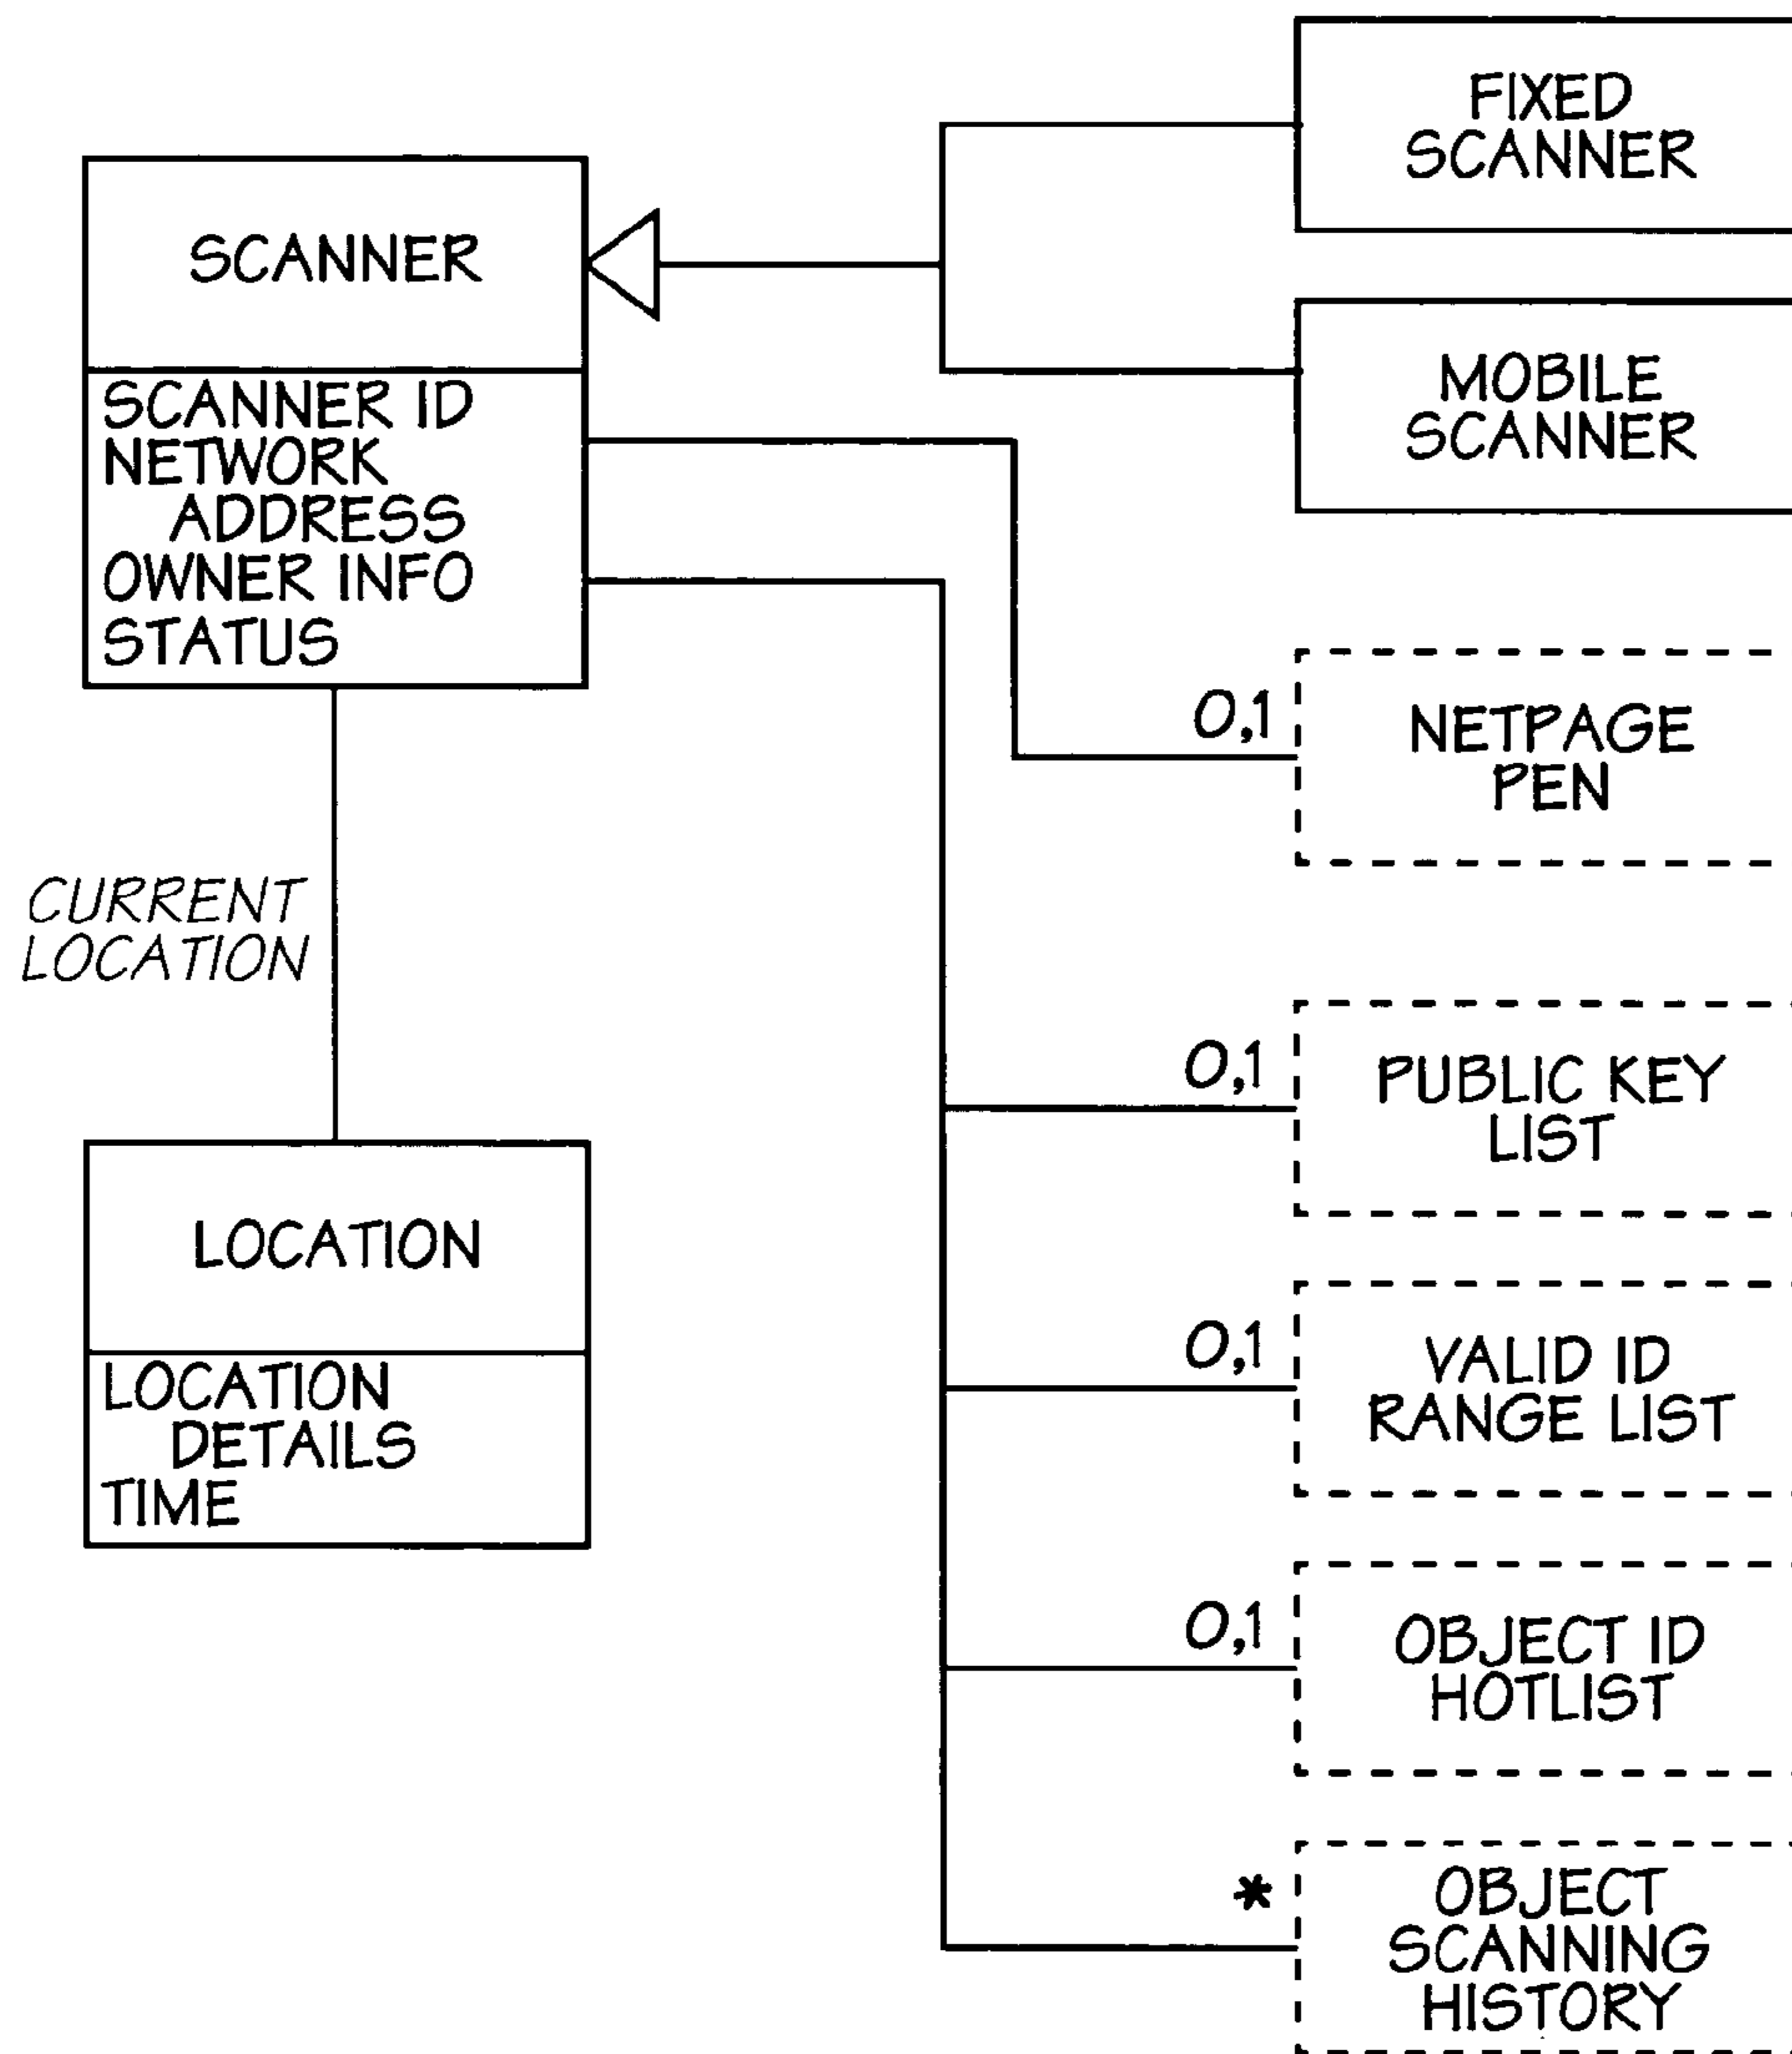 FIXED
SCANNER
SCANNER
MOBILE
SCANNER
SCANNER ID
NETWORK
ADDRESS
OWNER INFO
STATUS
0,1
NETPAGE
PEN
CURRENT
LOCATION
0,1
PUBLIC KEY
LIST
LOCATION
LOCATION
DETAILS
TIME
0,1
VALID ID
RANGE LIST
0,1
OBJECT ID
HOTLIST
*
OBJECT
SCANNING
HISTORY